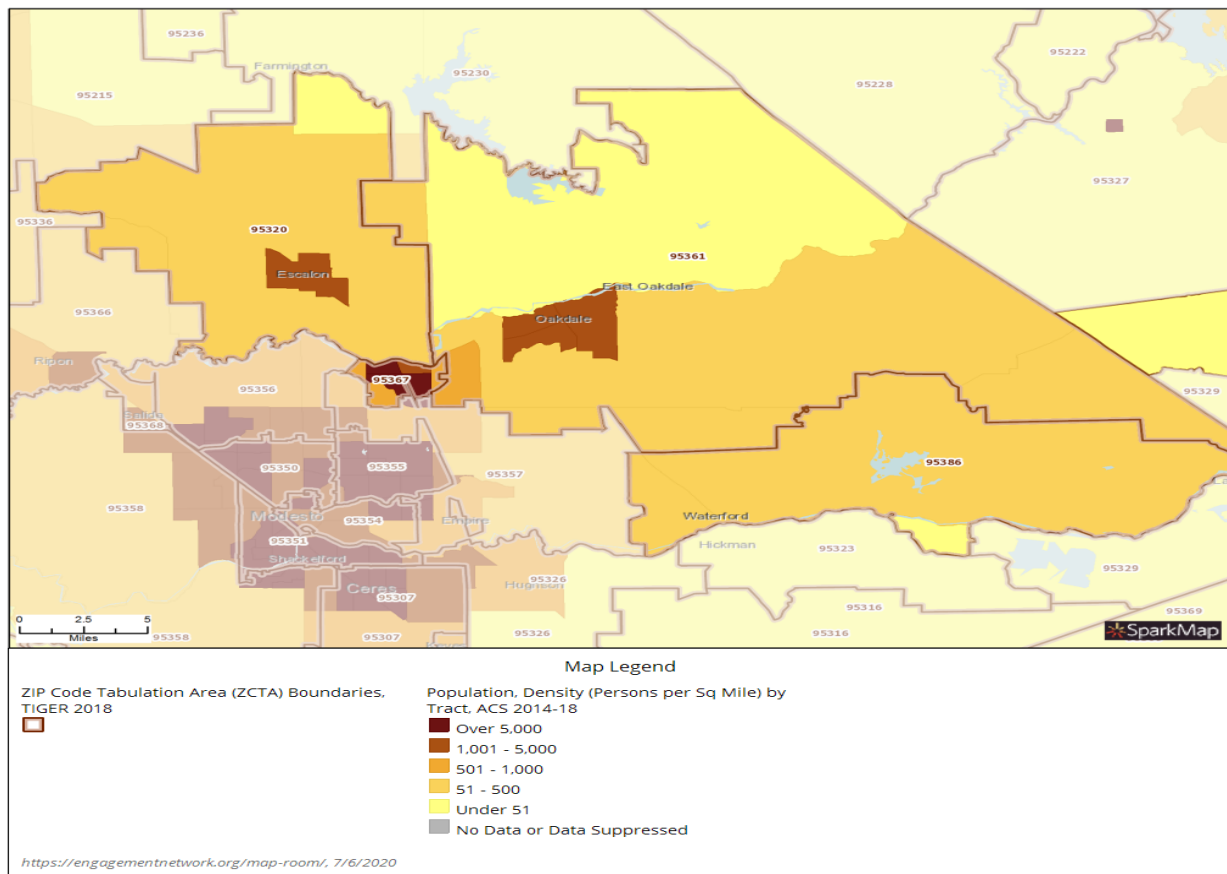 95236
Farmington
95230
95222
95215
95228
95327
95336
95320
95361
Escalon
East Oakdale
95366
Oakdale
Ripon
95367
95356
95329
Salida
95368
95350
95355
95357
95386
95358
Modesto
95354
Empire
Waterford
95351
Hickman
95323
Shackelford
95329
Hughson
95326
Ceres
95307
95316
95369
95358
95307
95326
95316
0 2.5 5
Miles
SparkMap
Map Legend
ZIP Code Tabulation Area (ZCTA) Boundaries,
TIGER 2018
Population, Density (Persons per Sq Mile) by
Tract, ACS 2014-18
Over 5,000
1,001 - 5,000
501 - 1,000
51 - 500
Under 51
No Data or Data Suppressed
https://engagementnetwork.org/map-room/, 7/6/2020